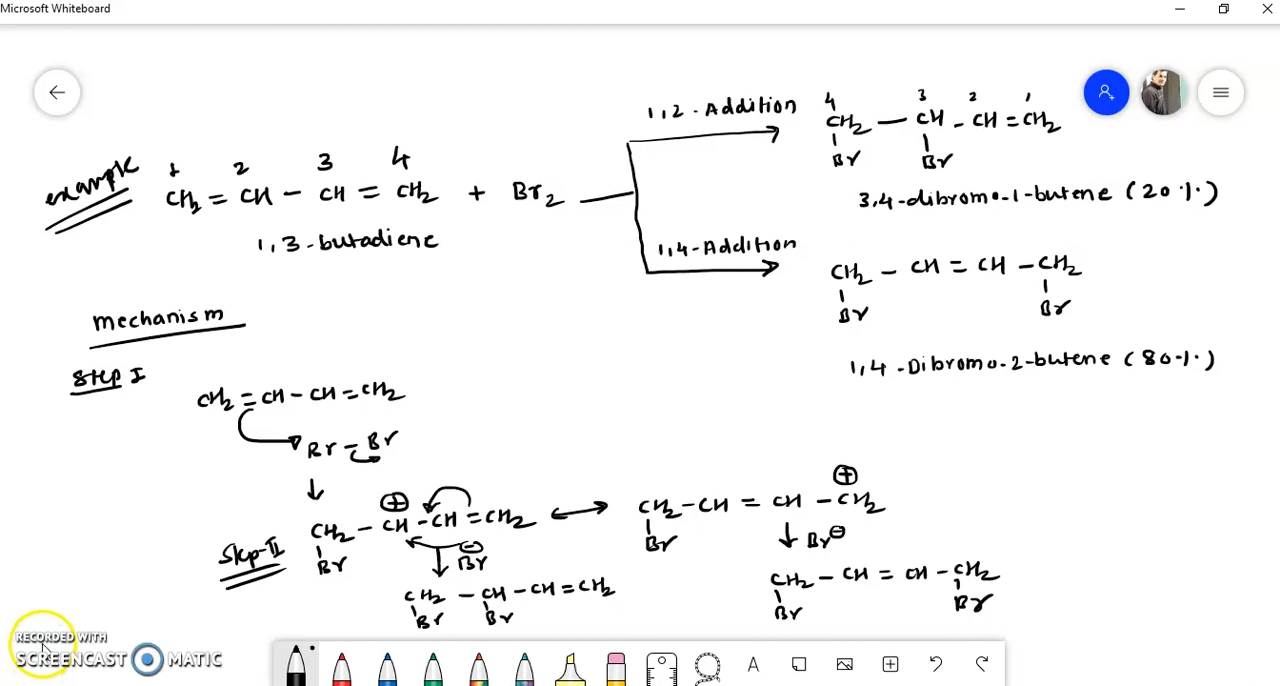 Microsoft Whiteboard
1,2-Addition
4 3 2 1
CH2 — CH - CH = CH2
Br Br
3,4-dibromo-1-butene (20%)
example
1 2 3 4
CH2 = CH - CH = CH2 + Br2
1,3-butadiene
1,4-Addition
CH2 - CH = CH - CH2
Br Br
1,4-Dibromo-2-butene (80%)
Mechanism
Step I
CH2 = CH - CH = CH2
Br - Br
⊕ ⊕
CH2 - CH - CH = CH2 ↔ CH2 - CH = CH - CH2
Br Br
Step-II
Br⊖ Br⊖
CH2 - CH - CH = CH2
Br Br
CH2 - CH = CH - CH2
Br Br
RECORDED WITH
SCREENCAST MATIC
A